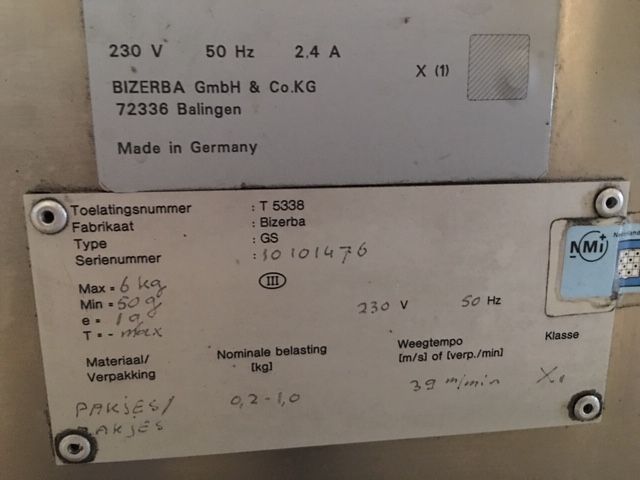 230 V 50 Hz 2,4 A
BIZERBA GmbH & Co.KG X (1)
72336 Balingen
Made in Germany
Toelatingsnummer : T 5338
Fabrikaat : Bizerba
Type : GS
Serienummer : 10101476
NMi
Max = 6 kg III
Min = 50 g 230 V 50 Hz
e = 1 g
T = - max
Materiaal/ Nominale belasting Weegtempo Klasse
Verpakking [kg] [m/s] of (verp./min]
PAKJES/ 0,2-1,0 39 m/min X.1